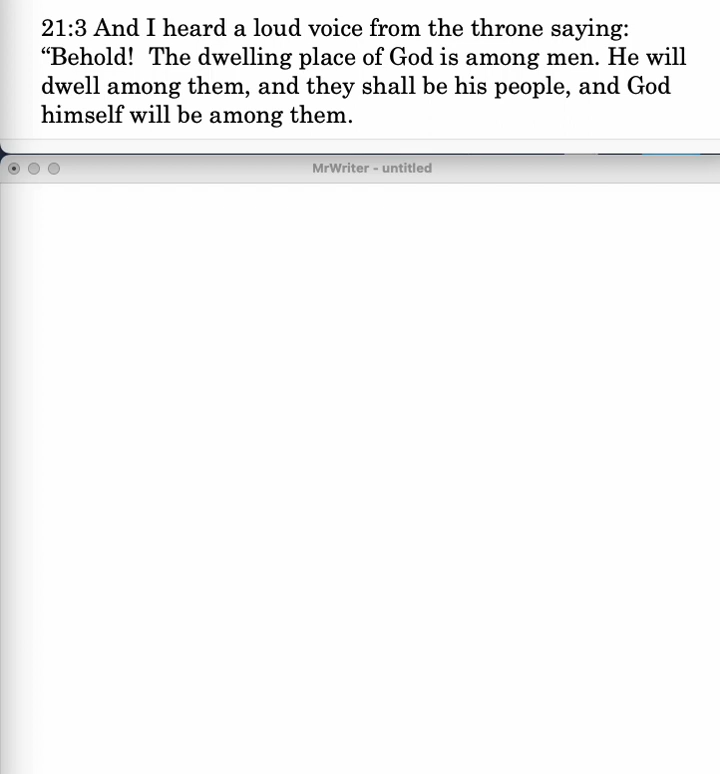 21:3 And I heard a loud voice from the throne saying:
“Behold!  The dwelling place of God is among men. He will
dwell among them, and they shall be his people, and God
himself will be among them.
MrWriter - untitled